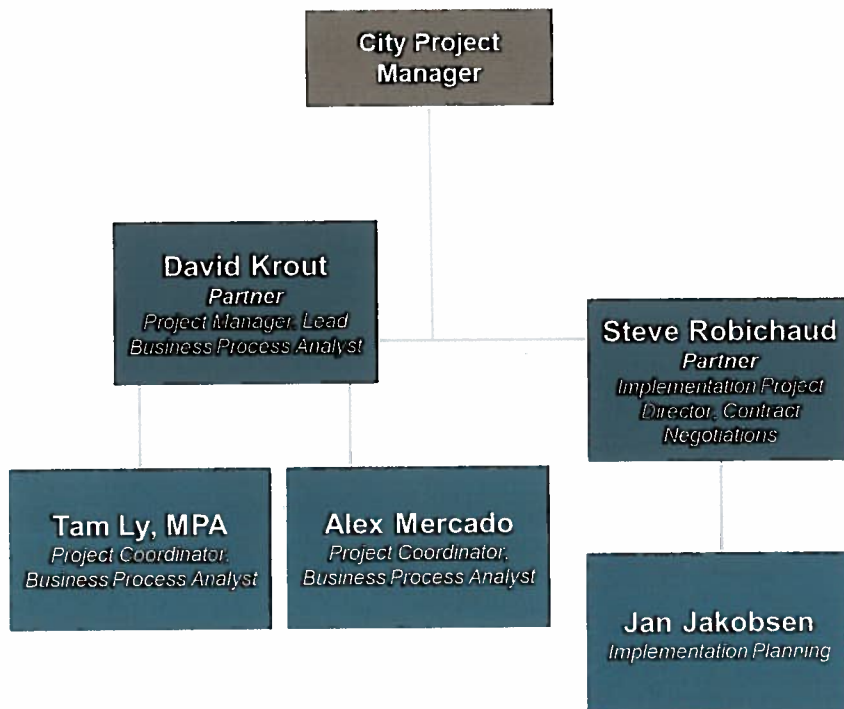 City Project
Manager
David Krout
Partner
Project Manager, Lead
Business Process Analyst
Steve Robichaud
Partner
Implementation Project
Director, Contract
Negotiations
Tam Ly, MPA
Project Coordinator,
Business Process Analyst
Alex Mercado
Project Coordinator,
Business Process Analyst
Jan Jakobsen
Implementation Planning